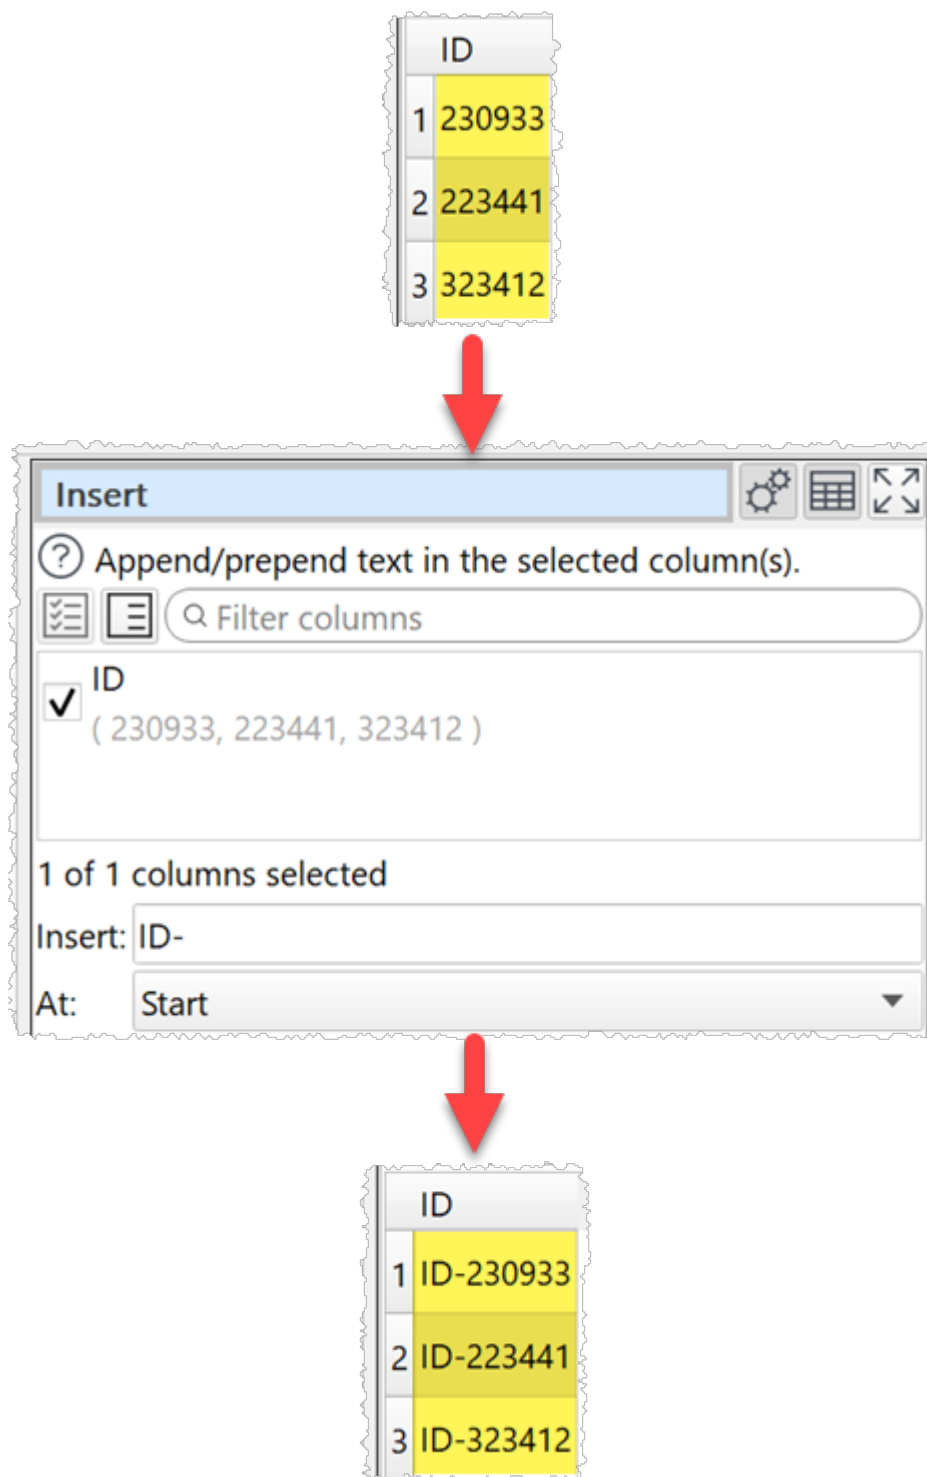 ID
1 230933
2 223441
3 323412
Insert
? Append/prepend text in the selected column(s).
Filter columns
ID
( 230933, 223441, 323412 )
1 of 1 columns selected
Insert: ID-
At: Start
ID
1 ID-230933
2 ID-223441
3 ID-323412